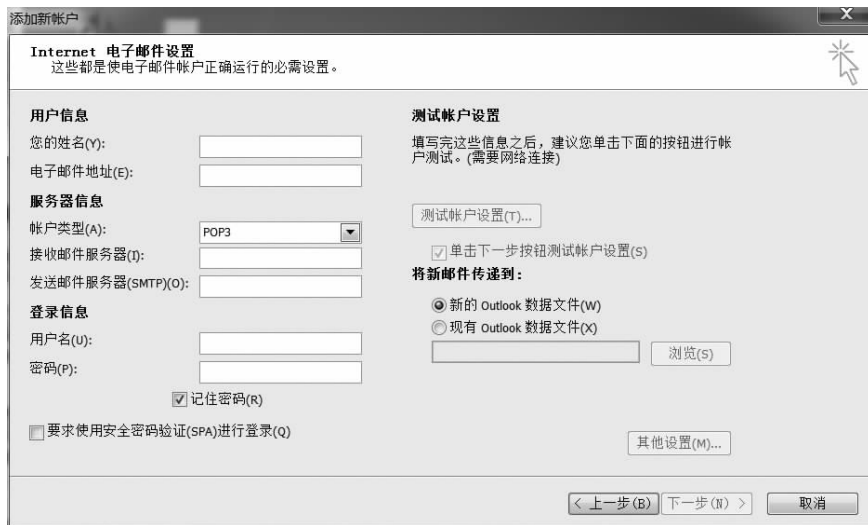 添加新帐户
X
Internet 电子邮件设置
这些都是使电子邮件帐户正确运行的必需设置。
用户信息
您的姓名(Y):
电子邮件地址(E):
服务器信息
帐户类型(A):
POP3
接收邮件服务器(I):
发送邮件服务器(SMTP)(O):
登录信息
用户名(U):
密码(P):
记住密码(R)
要求使用安全密码验证(SPA)进行登录(Q)
测试帐户设置
填写完这些信息之后，建议您单击下面的按钮进行帐
户测试。(需要网络连接)
测试帐户设置(T)...
单击下一步按钮测试帐户设置(S)
将新邮件传递到:
新的 Outlook 数据文件(W)
现有 Outlook 数据文件(X)
浏览(S)
其他设置(M)...
< 上一步(B)
下一步(N) >
取消